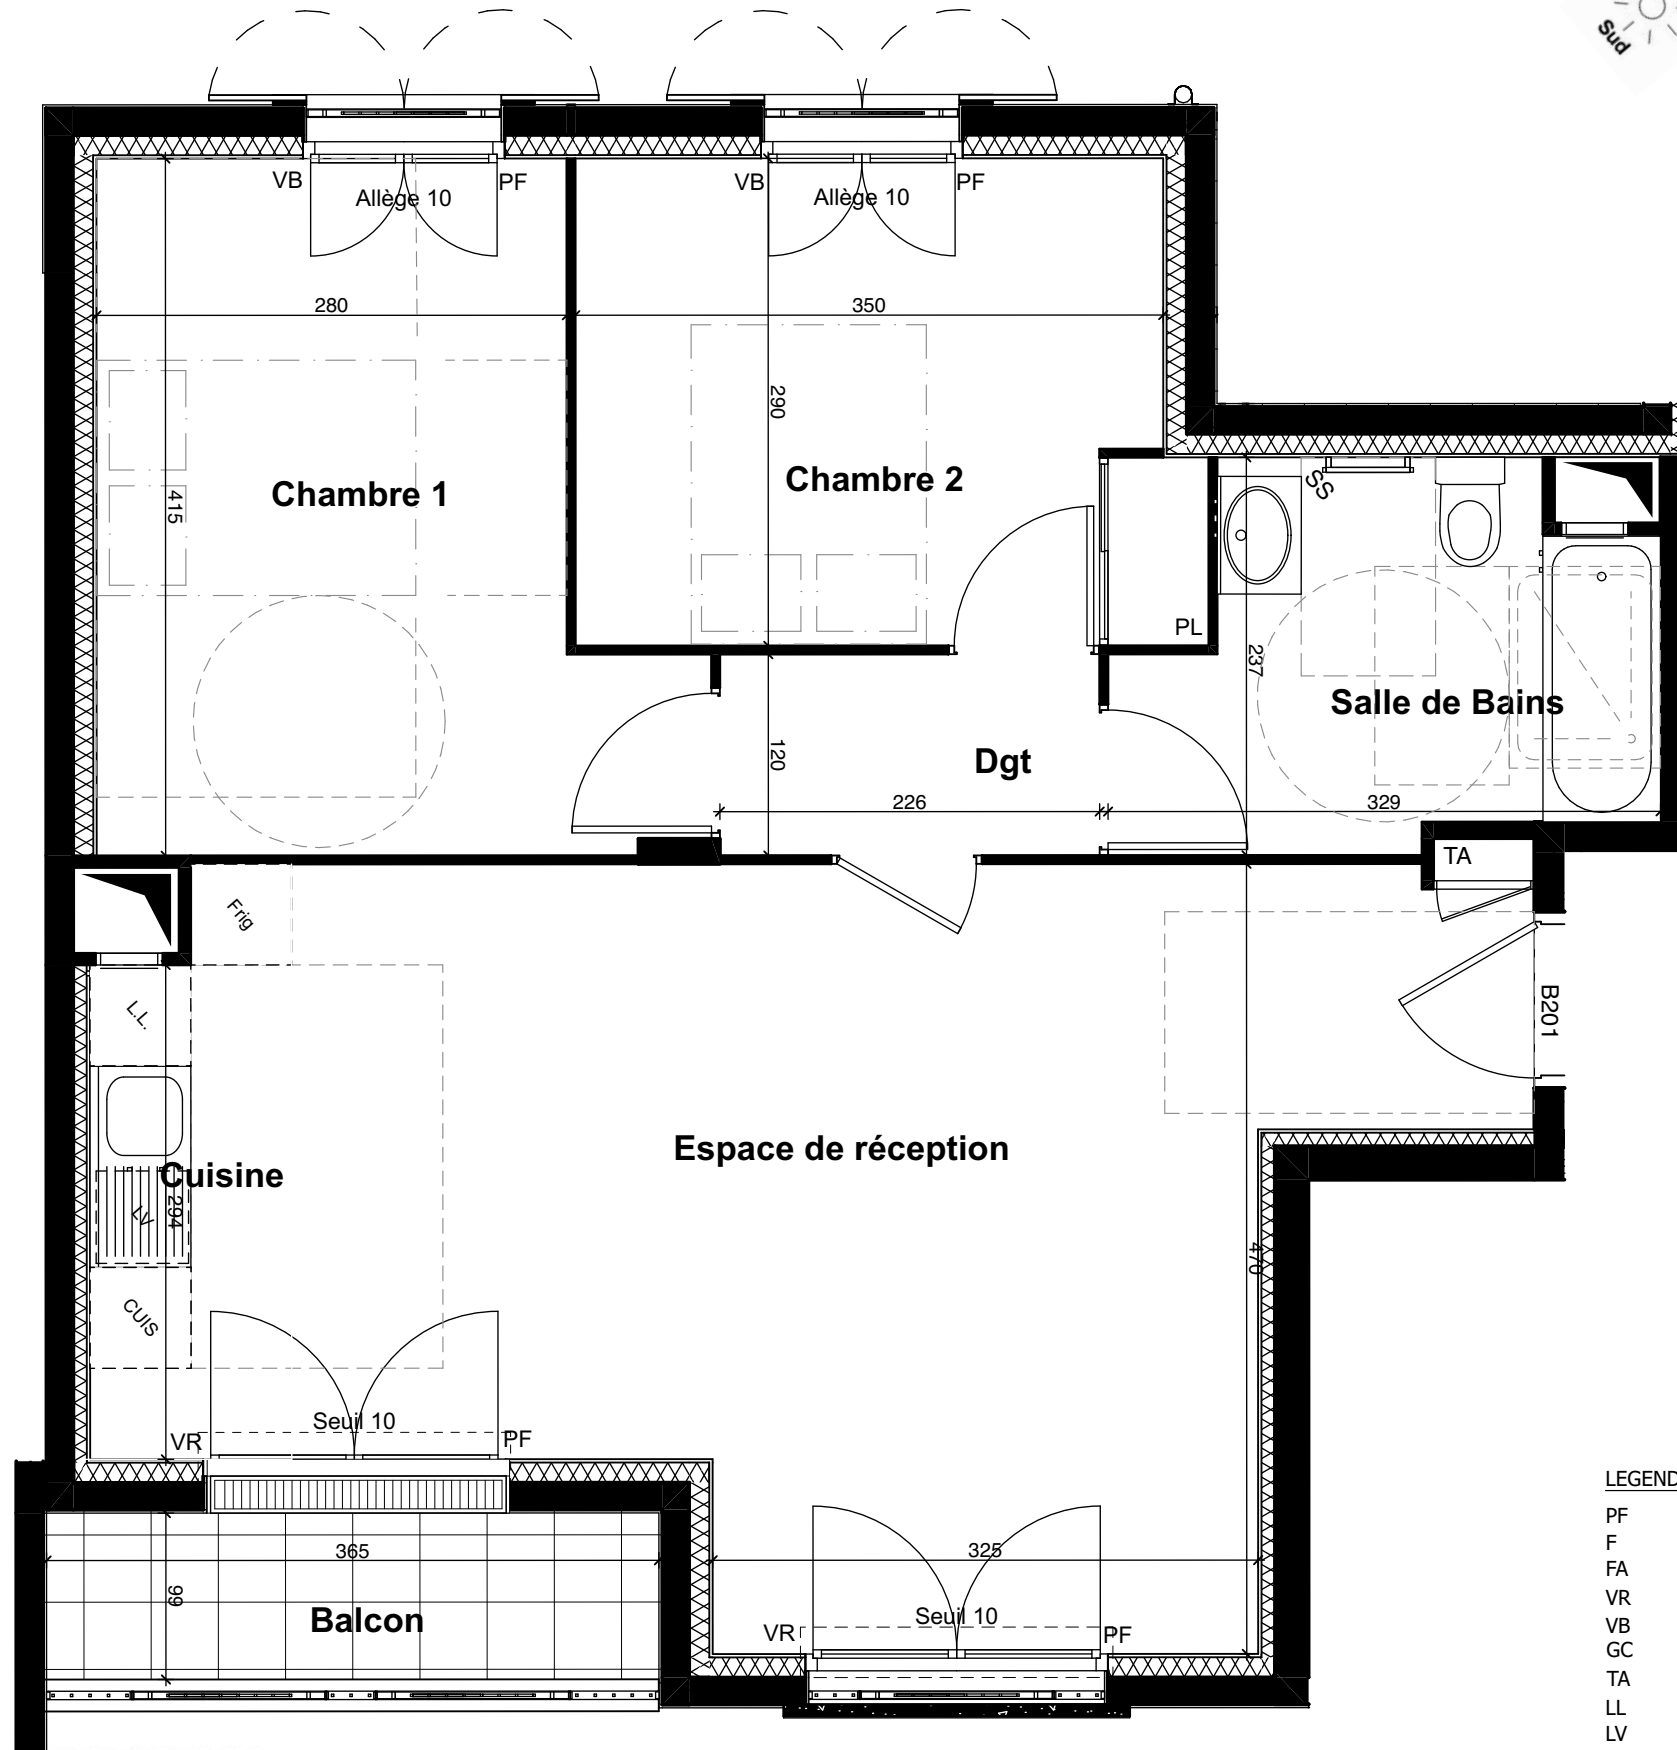 Sud
VB
Allège 10
PF
VB
Allège 10
PF
280
350
290
415
Chambre 1
Chambre 2
SS
PL
237
Salle de Bains
120
Dgt
226
329
TA
Frig
L.L.
B201
Cuisine
LV
294
Espace de réception
470
CUIS
Seuil 10
VR
PF
365
99
Balcon
325
Seuil 10
VR
PF
LEGEND
PF
F
FA
VR
VB
GC
TA
LL
LV